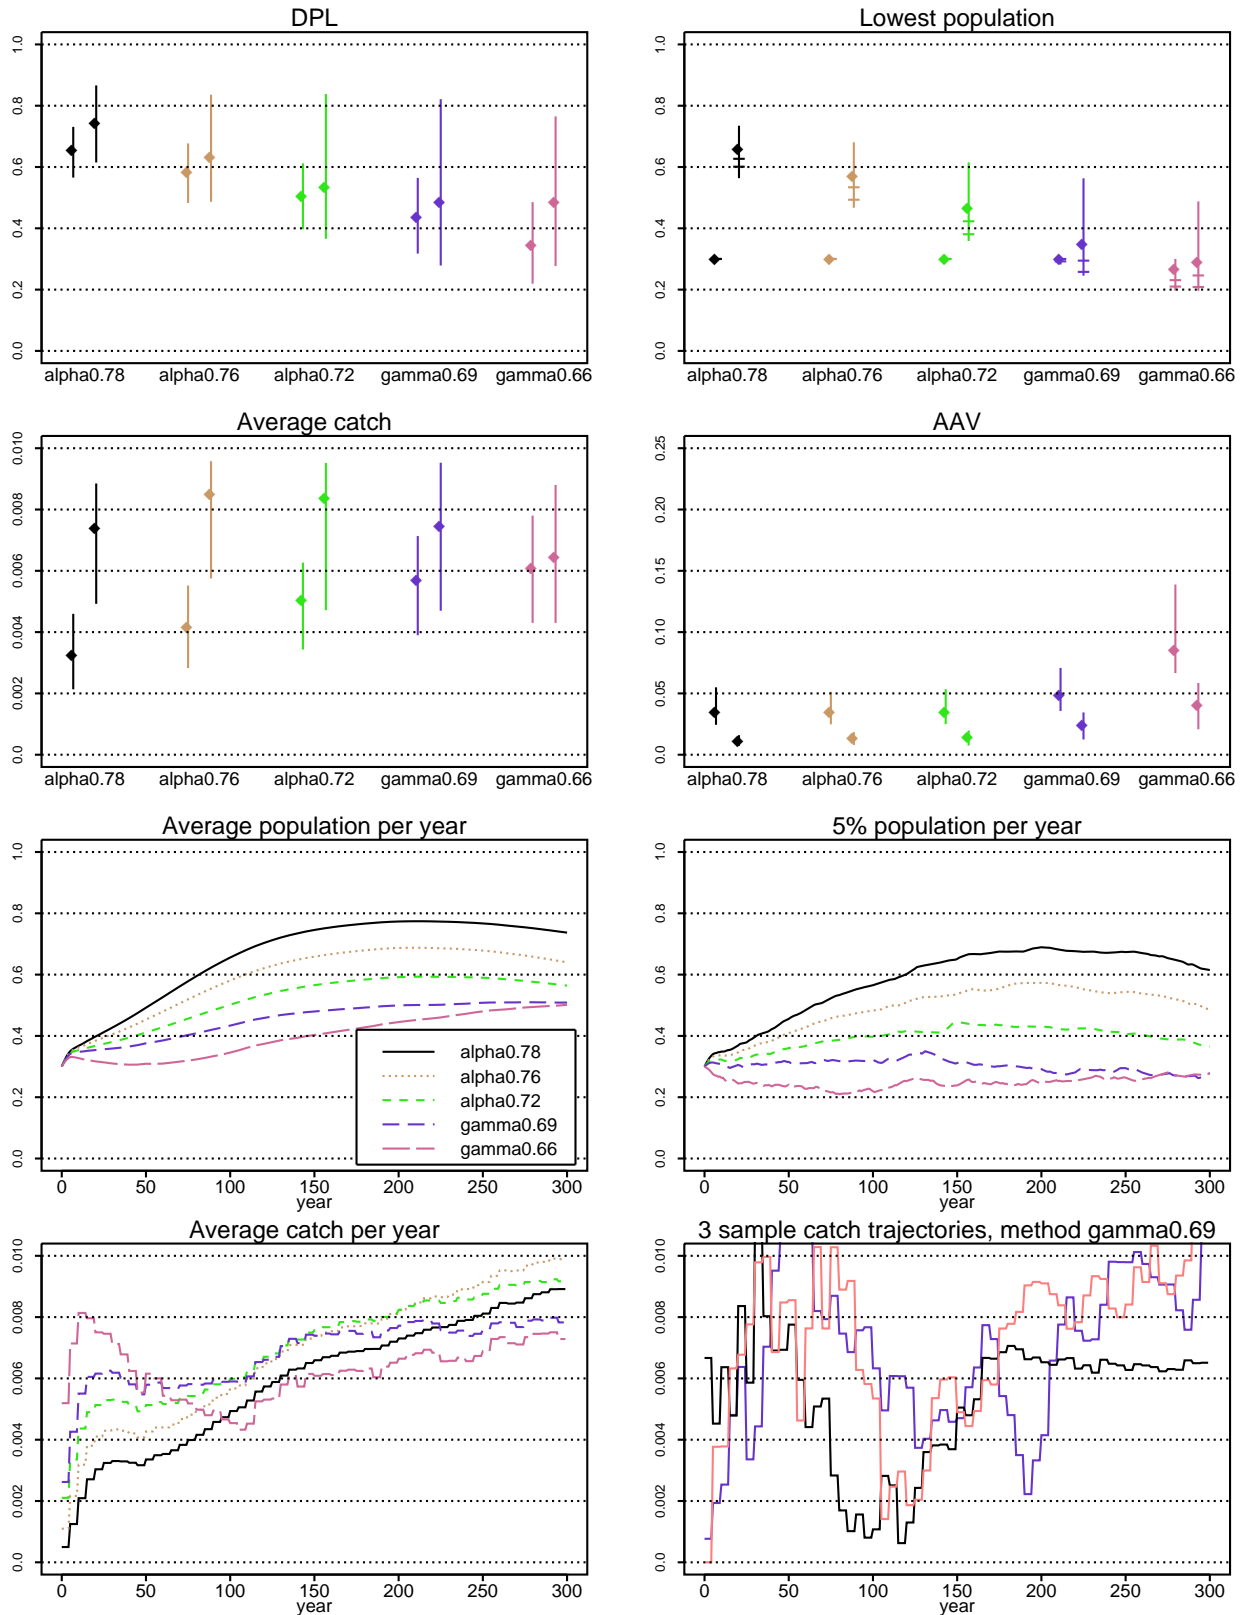 DPL
1.0
0.8
0.6
0.4
0.2
0.0
alpha0.78 alpha0.76 alpha0.72 gamma0.69 gamma0.66
Lowest population
1.0
0.8
0.6
0.4
0.2
0.0
alpha0.78 alpha0.76 alpha0.72 gamma0.69 gamma0.66
Average catch
0.010
0.008
0.006
0.004
0.002
0.0
alpha0.78 alpha0.76 alpha0.72 gamma0.69 gamma0.66
AAV
0.25
0.20
0.15
0.10
0.05
0.0
alpha0.78 alpha0.76 alpha0.72 gamma0.69 gamma0.66
Average population per year
1.0
0.8
0.6
0.4
0.2
0.0
alpha0.78
alpha0.76
alpha0.72
gamma0.69
gamma0.66
0 50 100 150 200 250 300
year
5% population per year
1.0
0.8
0.6
0.4
0.2
0.0
0 50 100 150 200 250 300
year
Average catch per year
0.010
0.008
0.006
0.004
0.002
0.0
0 50 100 150 200 250 300
year
3 sample catch trajectories, method gamma0.69
0.010
0.008
0.006
0.004
0.002
0.0
0 50 100 150 200 250 300
year